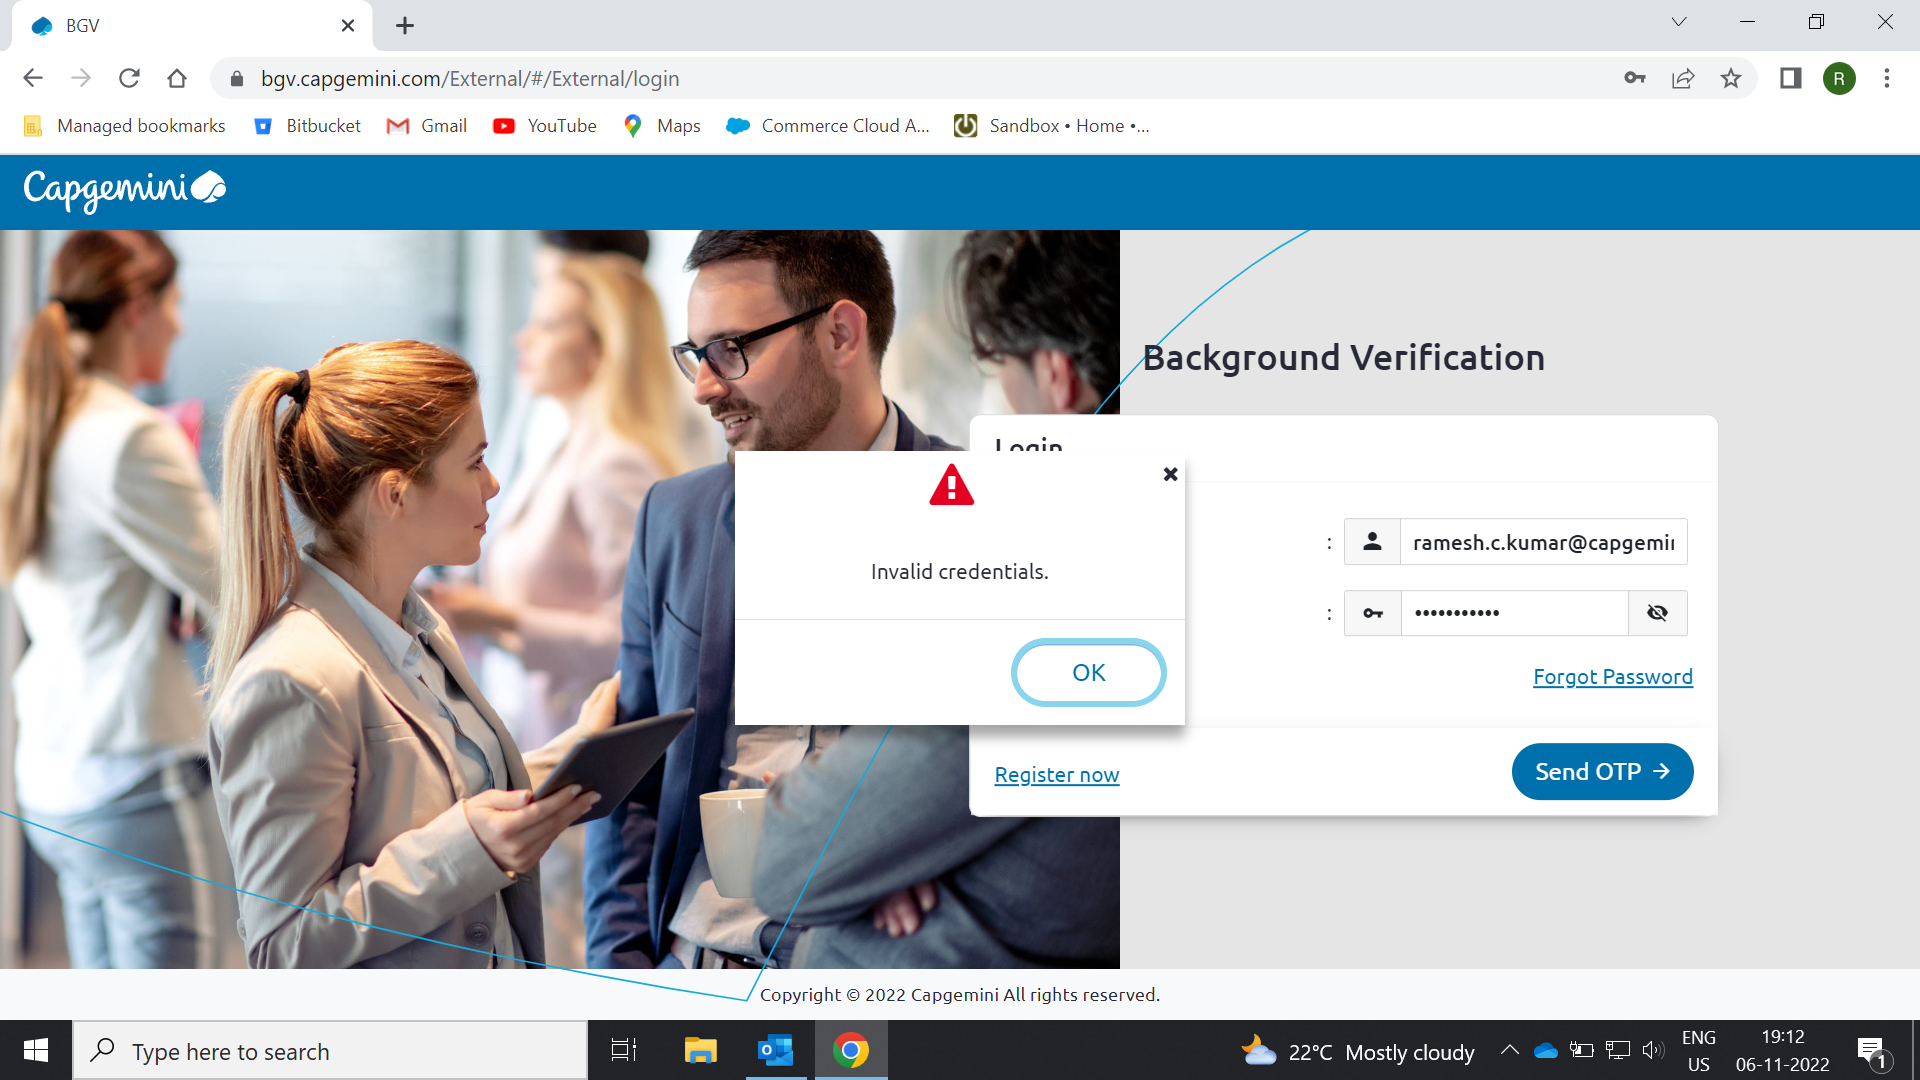 BGV
bgv.capgemini.com/External/#/External/login
R
Managed bookmarks
Bitbucket
Gmail
YouTube
Maps
Commerce Cloud A...
Sandbox • Home •...
Capgemini
Background Verification
Login
Invalid credentials.
OK
:
ramesh.c.kumar@capgemin
:
•••••••••••
Forgot Password
Register now
Send OTP
Copyright © 2022 Capgemini All rights reserved.
Type here to search
22°C Mostly cloudy
ENG
US
19:12
06-11-2022
1